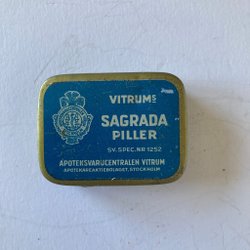 VITRUMS
SAGRADA
PILLER
SV. SPEC. NR 1252
APOTEKSVARUCENTRALEN VITRUM
APOTEKAREAKTIEBOLAGET, STOCKHOLM